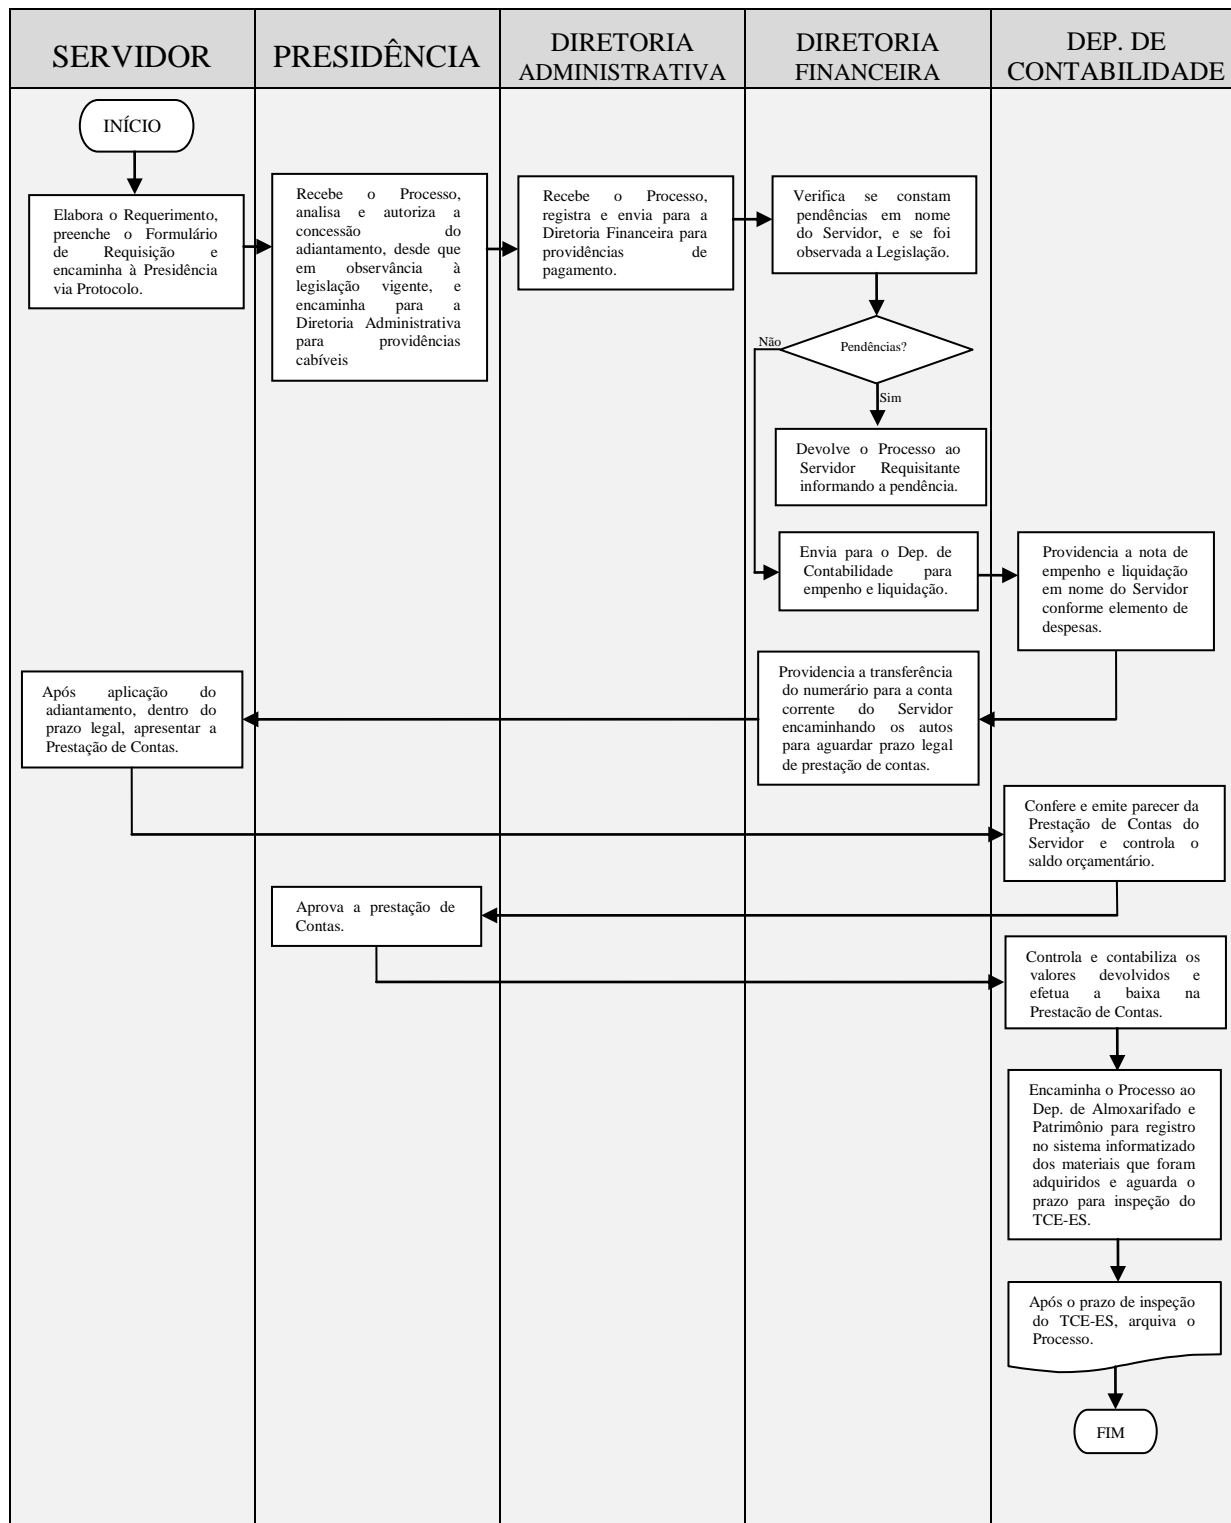 SERVIDOR
PRESIDÊNCIA
DIRETORIA
ADMINISTRATIVA
DIRETORIA
FINANCEIRA
DEP. DE
CONTABILIDADE
INÍCIO
Elabora o Requerimento,
preenche o Formulário
de Requisição e
encaminha à Presidência
via Protocolo.
Recebe o Processo,
analisa e autoriza a
concessão do
adiantamento, desde que
em observância à
legislação vigente, e
encaminha para a
Diretoria Administrativa
para providências
cabíveis
Recebe o Processo,
registra e envia para a
Diretoria Financeira para
providências de
pagamento.
Verifica se constam
pendências em nome
do Servidor, e se foi
observada a Legislação.
Não
Pendências?
Sim
Devolve o Processo ao
Servidor Requisitante
informando a pendência.
Envia para o Dep. de
Contabilidade para
empenho e liquidação.
Providencia a nota de
empenho e liquidação
em nome do Servidor
conforme elemento de
despesas.
Providencia a transferência
do numerário para a conta
corrente do Servidor
encaminhando os autos
para aguardar prazo legal
de prestação de contas.
Após aplicação do
adiantamento, dentro do
prazo legal, apresentar a
Prestação de Contas.
Confere e emite parecer da
Prestação de Contas do
Servidor e controla o
saldo orçamentário.
Aprova a prestação de
Contas.
Controla e contabiliza os
valores devolvidos e
efetua a baixa na
Prestação de Contas.
Encaminha o Processo ao
Dep. de Almoxarifado e
Patrimônio para registro
no sistema informatizado
dos materiais que foram
adquiridos e aguarda o
prazo para inspeção do
TCE-ES.
Após o prazo de inspeção
do TCE-ES, arquiva o
Processo.
FIM